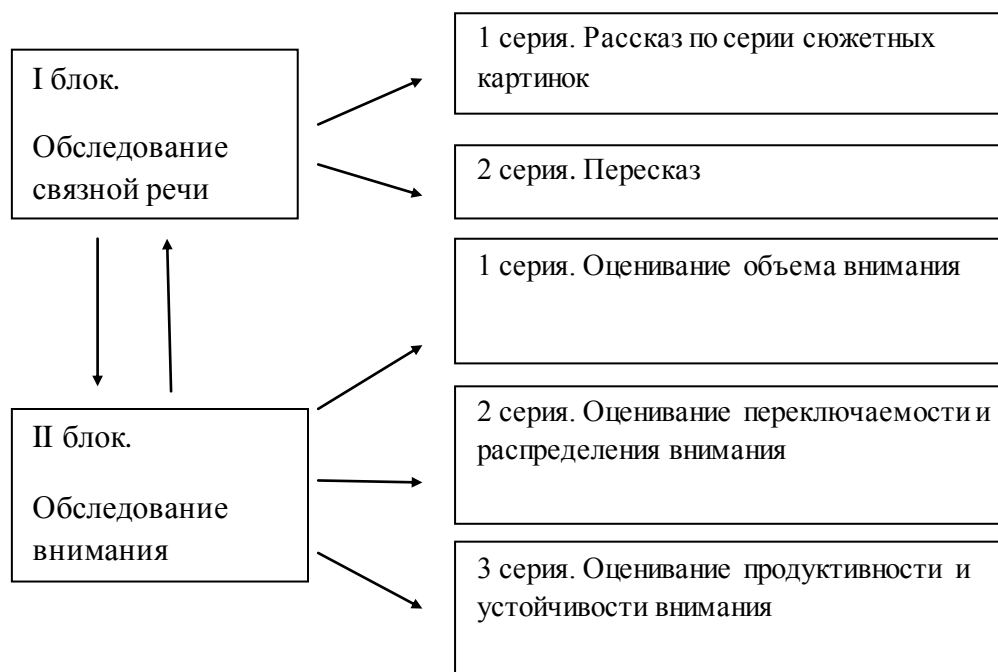 I блок.
Обследование
связной речи
1 серия. Рассказ по серии сюжетных
картинок
2 серия. Пересказ
II блок.
Обследование
внимания
1 серия. Оценивание объема внимания
2 серия. Оценивание переключаемости и
распределения внимания
3 серия. Оценивание продуктивности и
устойчивости внимания